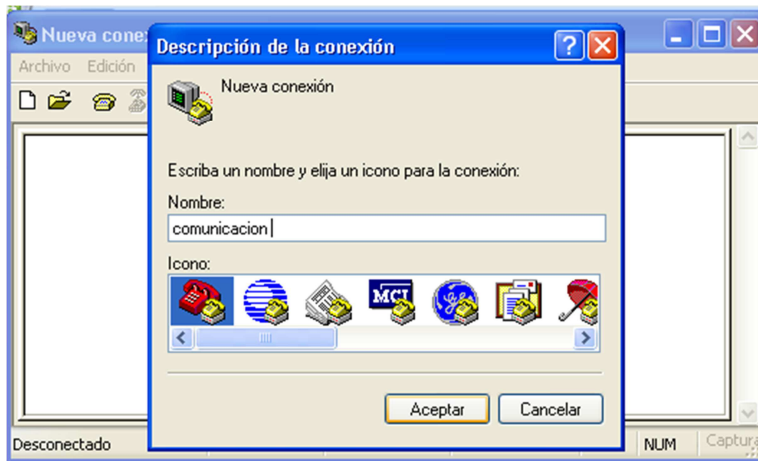 Nueva cone
Descripción de la conexión
Archivo Edición
Nueva conexión
Escriba un nombre y elija un icono para la conexión:
Nombre:
comunicacion
Icono:
MCI
Aceptar Cancelar
Desconectado NUM Captura